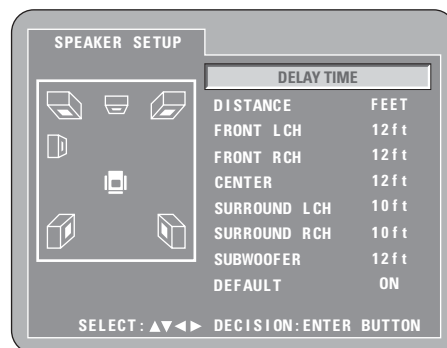 SPEAKER SETUP
DELAY TIME
DISTANCE FEET
FRONT LCH 12ft
FRONT RCH 12ft
CENTER 12ft
SURROUND LCH 10ft
SURROUND RCH 10ft
SUBWOOFER 12ft
DEFAULT ON
SELECT:▲▼◀▶ DECISION:ENTER BUTTON